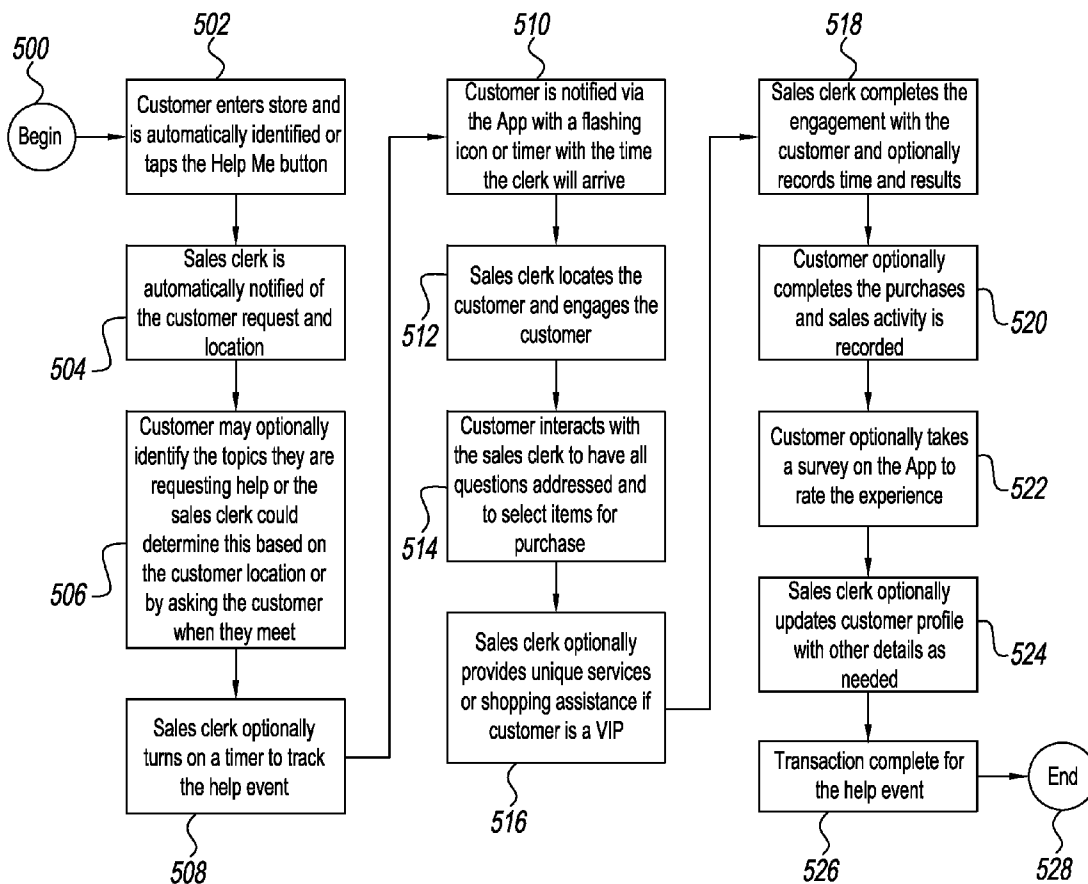 500
Begin
502
Customer enters store and
is automatically identified or
taps the Help Me button
Sales clerk is
automatically notified of
the customer request and
location
504
Customer may optionally
identify the topics they are
requesting help or the
sales clerk could
determine this based on
the customer location or
by asking the customer
when they meet
506
Sales clerk optionally
turns on a timer to track
the help event
508
510
Customer is notified via
the App with a flashing
icon or timer with the time
the clerk will arrive
Sales clerk locates the
customer and engages the
customer
512
Customer interacts with
the sales clerk to have all
questions addressed and
to select items for
purchase
514
Sales clerk optionally
provides unique services
or shopping assistance if
customer is a VIP
516
518
Sales clerk completes the
engagement with the
customer and optionally
records time and results
Customer optionally
completes the purchases
and sales activity is
recorded
520
Customer optionally takes
a survey on the App to
rate the experience
522
Sales clerk optionally
updates customer profile
with other details as
needed
524
Transaction complete for
the help event
526
End
528